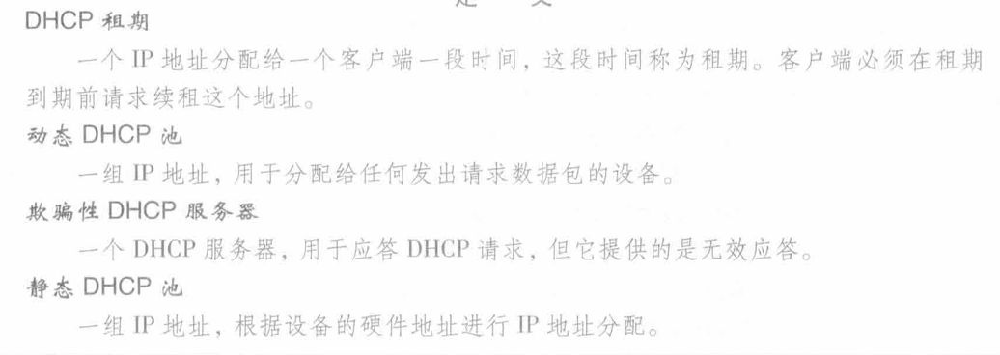 定 义
DHCP 租期
一个 IP 地址分配给一个客户端一段时间，这段时间称为租期。客户端必须在租期
到期前请求续租这个地址。
动态 DHCP 池
一组 IP 地址，用于分配给任何发出请求数据包的设备。
欺骗性 DHCP 服务器
一个 DHCP 服务器，用于应答 DHCP 请求，但它提供的是无效应答。
静态 DHCP 池
一组 IP 地址，根据设备的硬件地址进行 IP 地址分配。